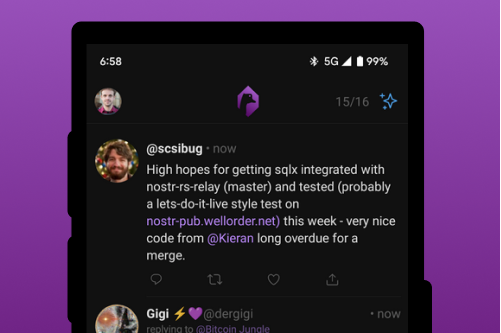 6:58 5G 99%
15/16
@scsibug • now
High hopes for getting sqlx integrated with
nostr-rs-relay (master) and tested (probably
a lets-do-it-live style test on
nostr-pub.wellorder.net) this week - very nice
code from @Kieran long overdue for a
merge.
Gigi ⚡💜@dergigi • now
replying to @Bitcoin Jungle